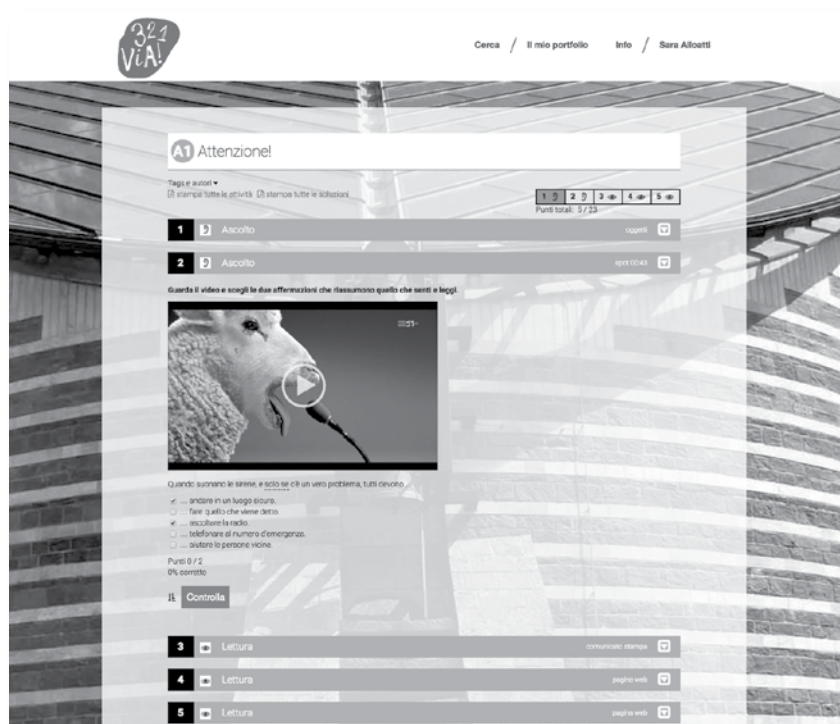 321 ViA!
Cerca / Il mio portfolio Info / Sara Alloatti
A1 Attenzione!
Tags e autori
stampa tutte le attività stampa tutte le soluzioni
1 2 3 4 5
Punti totali: 5 / 23
1 Ascolto oggetti
2 Ascolto spot 00:43
Guarda il video e scegli le due affermazioni che riassumono quello che senti e leggi.
Quando suonano le sirene, e solo se c'è un vero problema, tutti devono
... andare in un luogo sicuro.
... fare quello che viene detto.
... ascoltare la radio.
... telefonare al numero d'emergenza.
... aiutare le persone vicine.
Punti 0 / 2
0% corretto
Controlla
3 Lettura comunicato stampa
4 Lettura pagina web
5 Lettura pagina web